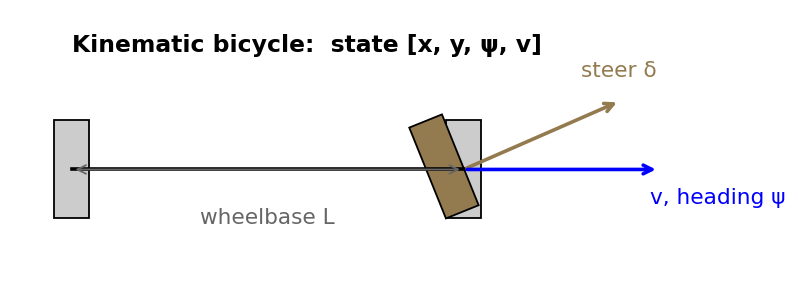 Kinematic bicycle:  state [x, y, ψ, v]
steer δ
v, heading ψ
wheelbase L